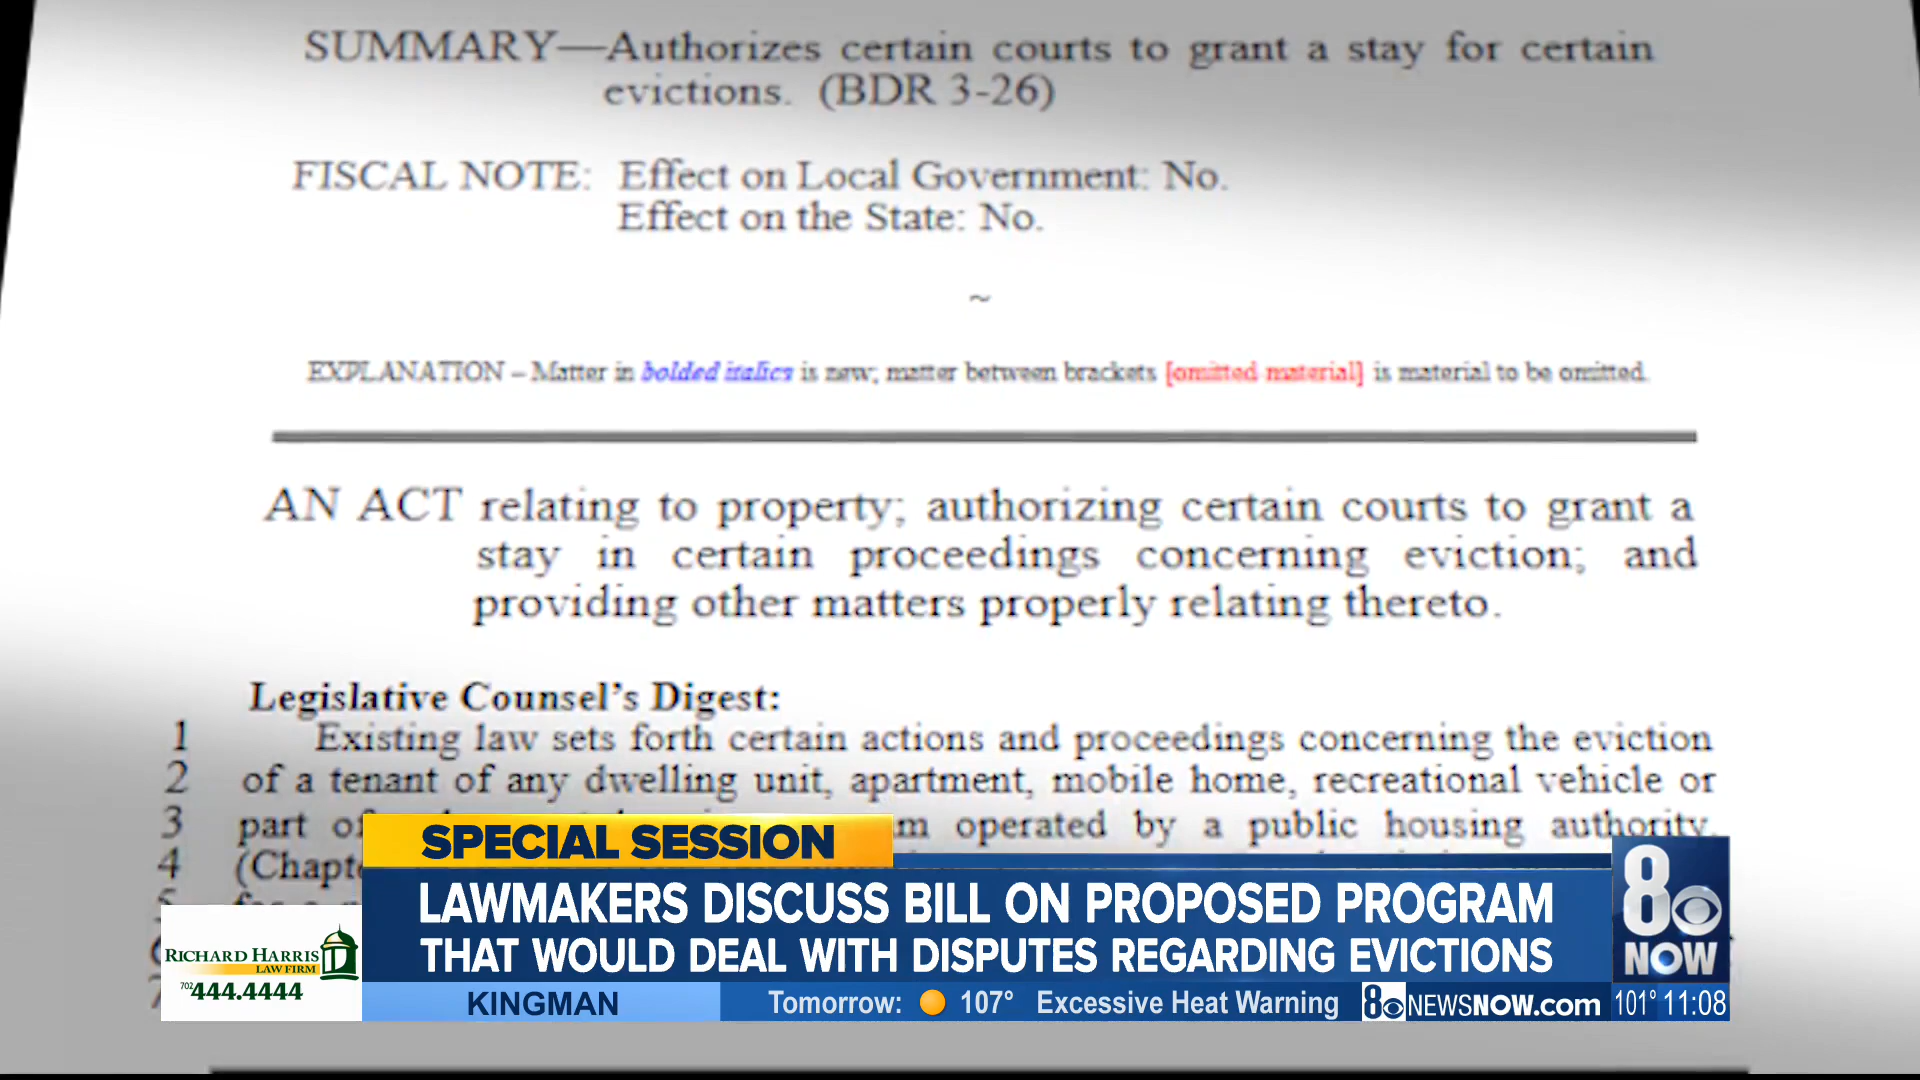 SUMMARY—Authorizes certain courts to grant a stay for certain
evictions. (BDR 3-26)
FISCAL NOTE: Effect on Local Government: No.
Effect on the State: No.
~
EXPLANATION – Matter in bolded italics is new; matter between brackets [omitted material] is material to be omitted.
AN ACT relating to property; authorizing certain courts to grant a
stay in certain proceedings concerning eviction; and
providing other matters properly relating thereto.
Legislative Counsel's Digest:
1 Existing law sets forth certain actions and proceedings concerning the eviction
2 of a tenant of any dwelling unit, apartment, mobile home, recreational vehicle or
3 part of operated by a public housing authority.
4
SPECIAL SESSION
LAWMAKERS DISCUSS BILL ON PROPOSED PROGRAM
THAT WOULD DEAL WITH DISPUTES REGARDING EVICTIONS
8 NOW
RICHARD HARRIS
LAW FIRM
702 444.4444
KINGMAN Tomorrow: 107° Excessive Heat Warning 8 NEWSNOW.com 101° 11:08